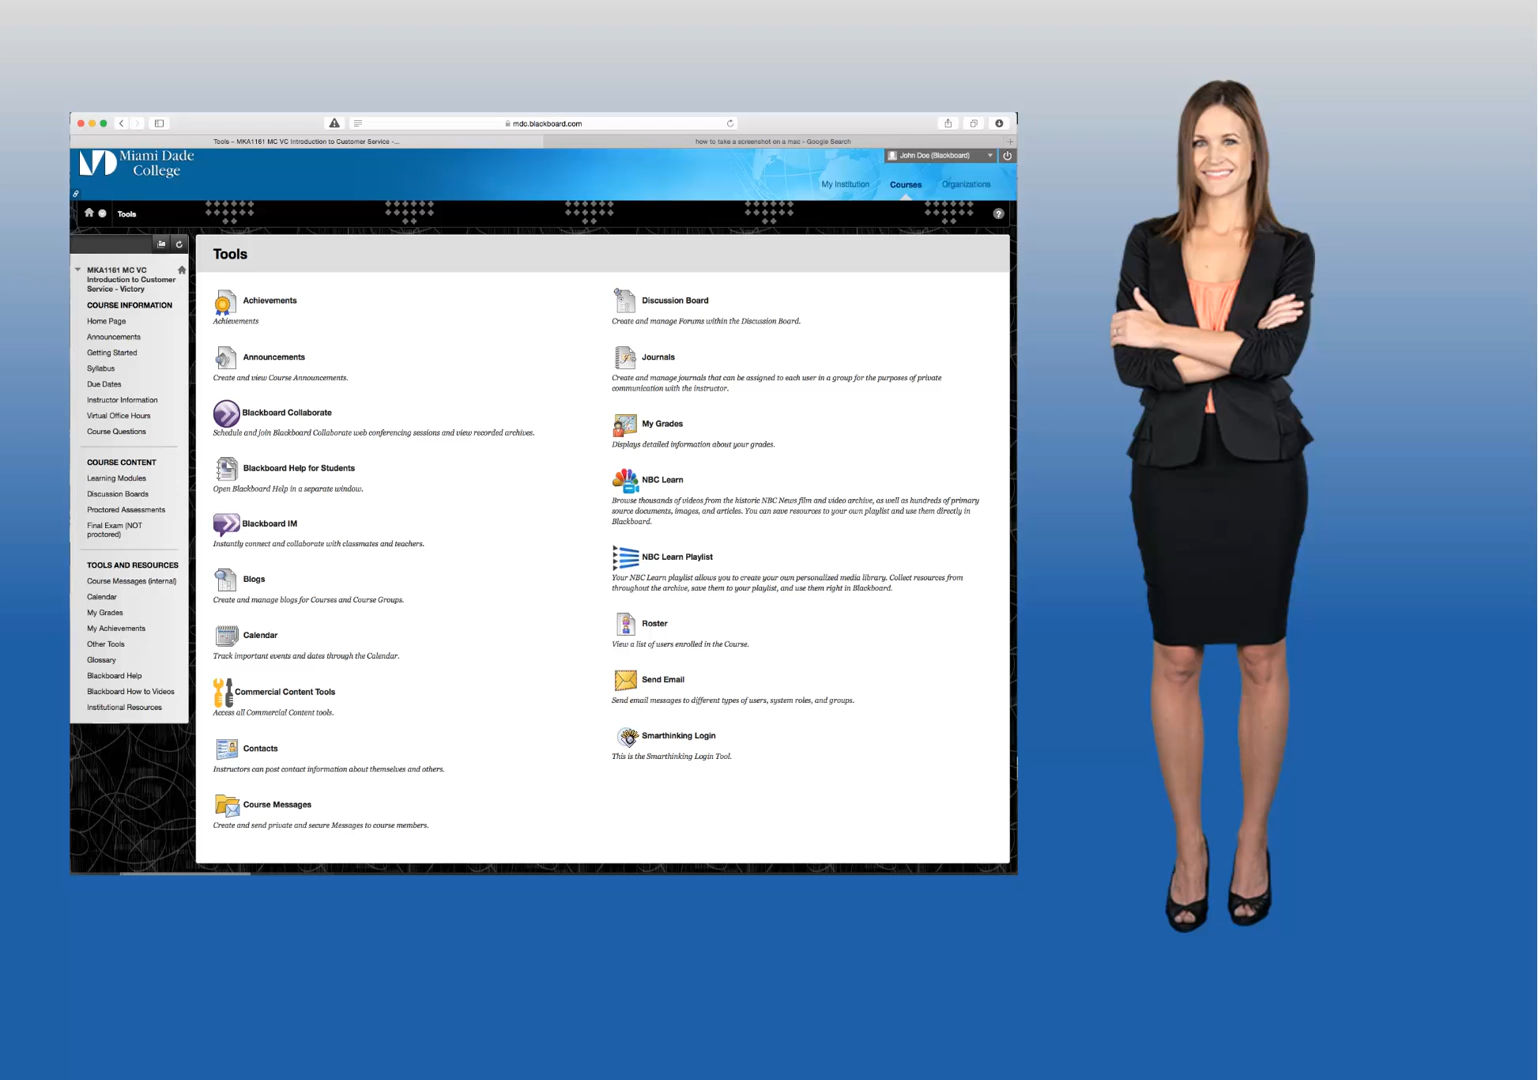 mdc.blackboard.com
Tools – MKA1161 MC VC Introduction to Customer Service -...
how to take a screenshot on a mac - Google Search
Miami Dade
College
John Doe (Blackboard)
My Institution
Courses
Organizations
Tools
MKA1161 MC VC
Introduction to Customer
Service - Victory
COURSE INFORMATION
Home Page
Announcements
Getting Started
Syllabus
Due Dates
Instructor Information
Virtual Office Hours
Course Questions
COURSE CONTENT
Learning Modules
Discussion Boards
Proctored Assessments
Final Exam (NOT
proctored)
TOOLS AND RESOURCES
Course Messages (internal)
Calendar
My Grades
My Achievements
Other Tools
Glossary
Blackboard Help
Blackboard How to Videos
Institutional Resources
Tools
Achievements
Achievements
Announcements
Create and view Course Announcements.
Blackboard Collaborate
Schedule and join Blackboard Collaborate web conferencing sessions and view recorded archives.
Blackboard Help for Students
Open Blackboard Help in a separate window.
Blackboard IM
Instantly connect and collaborate with classmates and teachers.
Blogs
Create and manage blogs for Courses and Course Groups.
Calendar
Track important events and dates through the Calendar.
Commercial Content Tools
Access all Commercial Content tools.
Contacts
Instructors can post contact information about themselves and others.
Course Messages
Create and send private and secure Messages to course members.
Discussion Board
Create and manage Forums within the Discussion Board.
Journals
Create and manage journals that can be assigned to each user in a group for the purposes of private
communication with the instructor.
My Grades
Displays detailed information about your grades.
NBC Learn
Browse thousands of videos from the historic NBC News film and video archive, as well as hundreds of primary
source documents, images, and articles. You can save resources to your own playlist and use them directly in
Blackboard.
NBC Learn Playlist
Your NBC Learn playlist allows you to create your own personalized media library. Collect resources from
throughout the archive, save them to your playlist, and use them right in Blackboard.
Roster
View a list of users enrolled in the Course.
Send Email
Send email messages to different types of users, system roles, and groups.
Smarthinking Login
This is the Smarthinking Login Tool.